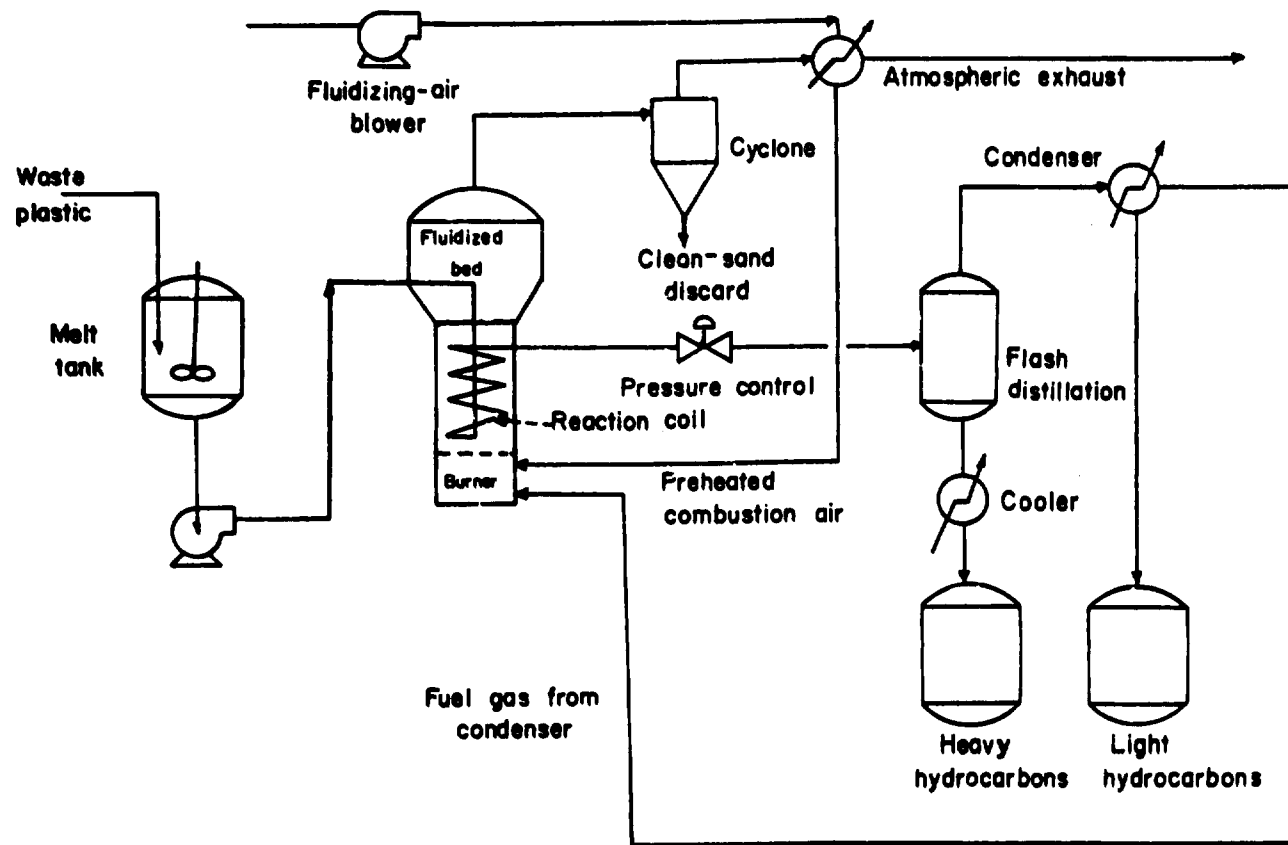 Fluidizing-air
blower
Atmospheric exhaust
Cyclone
Condenser
Waste
plastic
Fluidized
bed
Clean-sand
discard
Melt
tank
Flash
distillation
Pressure control
Reaction coil
Burner
Freheated
combustion air
Cooler
Fuel gas from
condenser
Heavy
hydrocarbons
Light
hydrocarbons